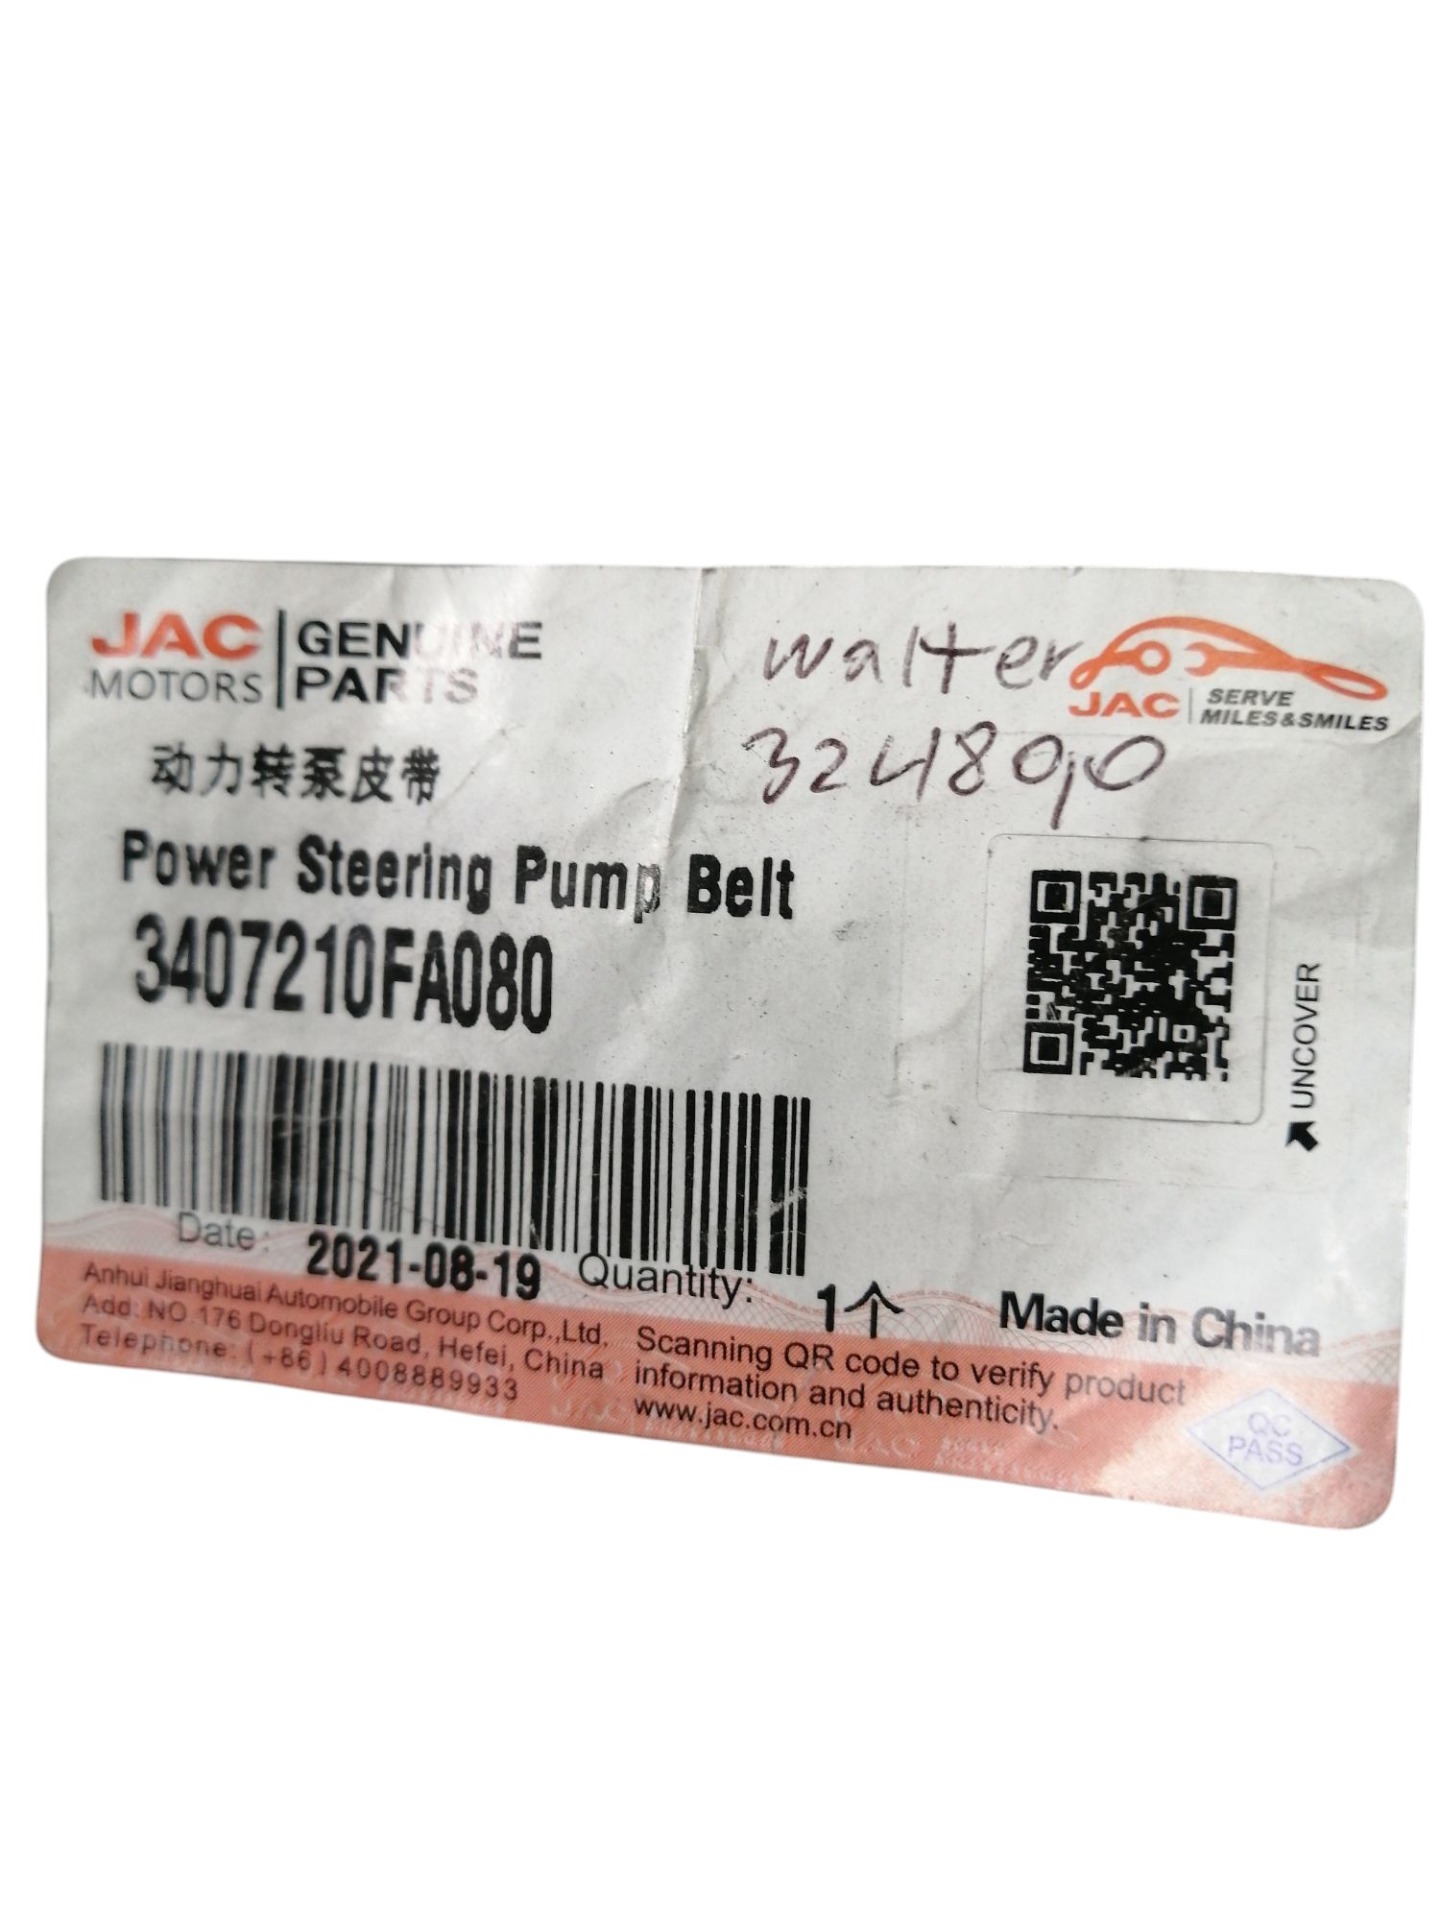 JAC | GENUINE
MOTORS | PARTS
walter
JAC | SERVE
MILES&SMILES
324890
动力转泵皮带
Power Steering Pump Belt
3407210FA080
UNCOVER
Date: 2021-08-19 Quantity: 1个 Made in China
Anhui Jianghuai Automobile Group Corp.,Ltd.
Add: NO.176 Dongliu Road, Hefei, China
Telephone: (+86) 4008889933
Scanning QR code to verify product
information and authenticity.
www.jac.com.cn
QC
PASS